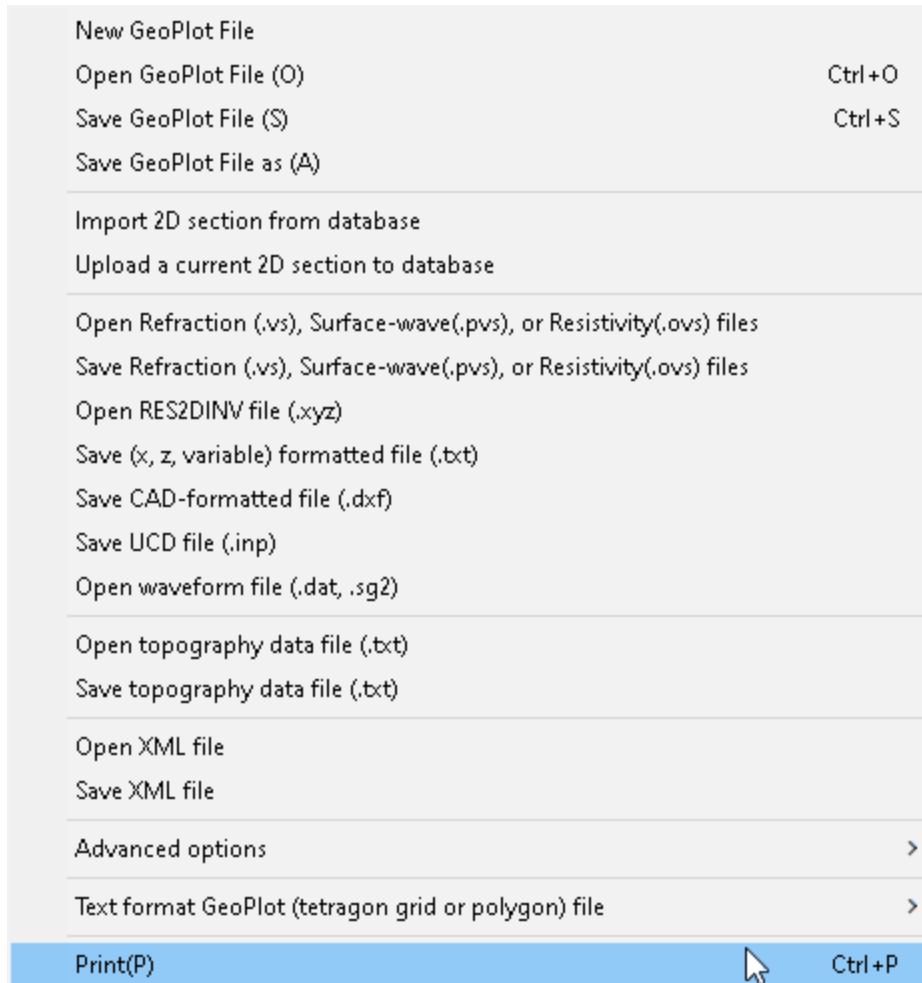 New GeoPlot File
Open GeoPlot File (O) Ctrl+O
Save GeoPlot File (S) Ctrl+S
Save GeoPlot File as (A)
Import 2D section from database
Upload a current 2D section to database
Open Refraction (.vs), Surface-wave(.pvs), or Resistivity(.ovs) files
Save Refraction (.vs), Surface-wave(.pvs), or Resistivity(.ovs) files
Open RES2DINV file (.xyz)
Save (x, z, variable) formatted file (.txt)
Save CAD-formatted file (.dxf)
Save UCD file (.inp)
Open waveform file (.dat, .sg2)
Open topography data file (.txt)
Save topography data file (.txt)
Open XML file
Save XML file
Advanced options
Text format GeoPlot (tetragon grid or polygon) file
Print(P) Ctrl+P